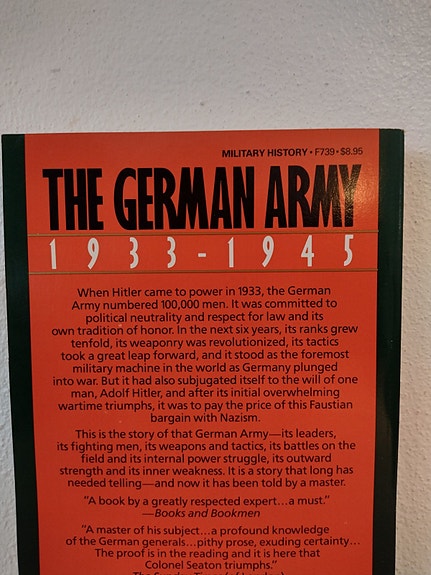 MILITARY HISTORY • F739 • $8.95
THE GERMAN ARMY
1933-1945
When Hitler came to power in 1933, the German
Army numbered 100,000 men. It was committed to
political neutrality and respect for law and its
own tradition of honor. In the next six years, its ranks grew
tenfold, its weaponry was revolutionized, its tactics
took a great leap forward, and it stood as the foremost
military machine in the world as Germany plunged
into war. But it had also subjugated itself to the will of one
man, Adolf Hitler, and after its initial overwhelming
wartime triumphs, it was to pay the price of this Faustian
bargain with Nazism.
This is the story of that German Army—its leaders,
its fighting men, its weapons and tactics, its battles on the
field and its internal power struggle, its outward
strength and its inner weakness. It is a story that long has
needed telling—and now it has been told by a master.
"A book by a greatly respected expert...a must."
—Books and Bookmen
"A master of his subject...a profound knowledge
of the German generals...pithy prose, exuding certainty...
The proof is in the reading and it is here that
Colonel Seaton triumphs."
—The Sunday Times (of London)